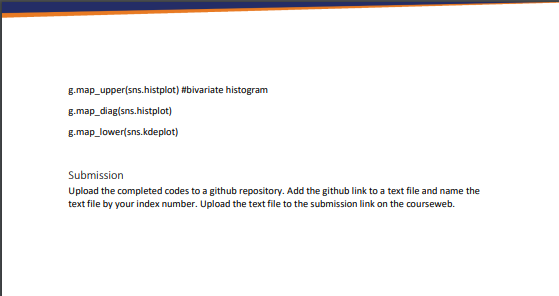 g.map_upper(sns.histplot) #bivariate histogram
g.map_diag(sns.histplot)
g.map_lower(sns.kdeplot)
Submission
Upload the completed codes to a github repository. Add the github link to a text file and name the
text file by your index number. Upload the text file to the submission link on the courseweb.